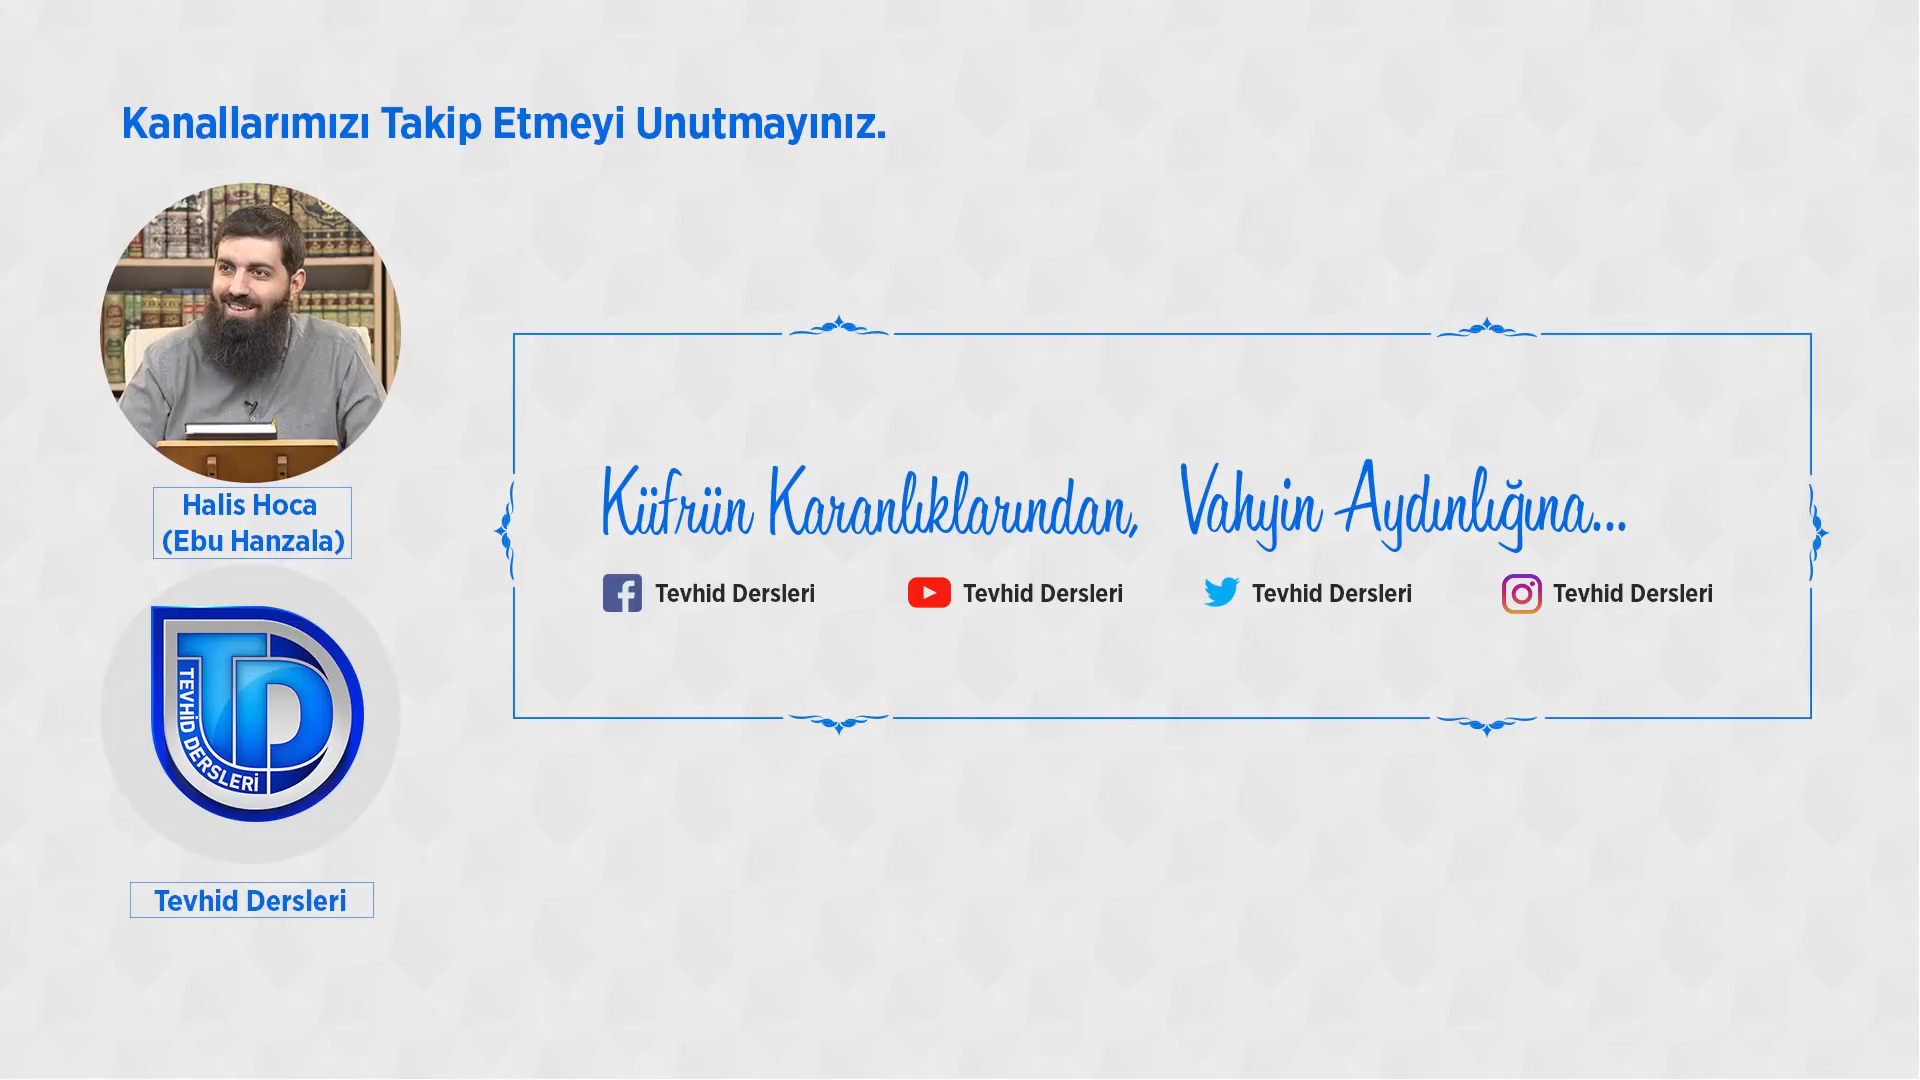 Kanallarımızı Takip Etmeyi Unutmayınız.
Halis Hoca
(Ebu Hanzala)
TD
TEVHİD DERSLERİ
Tevhid Dersleri
Küfrün Karanlıklarından, Vahyin Aydınlığına...
Tevhid Dersleri
Tevhid Dersleri
Tevhid Dersleri
Tevhid Dersleri